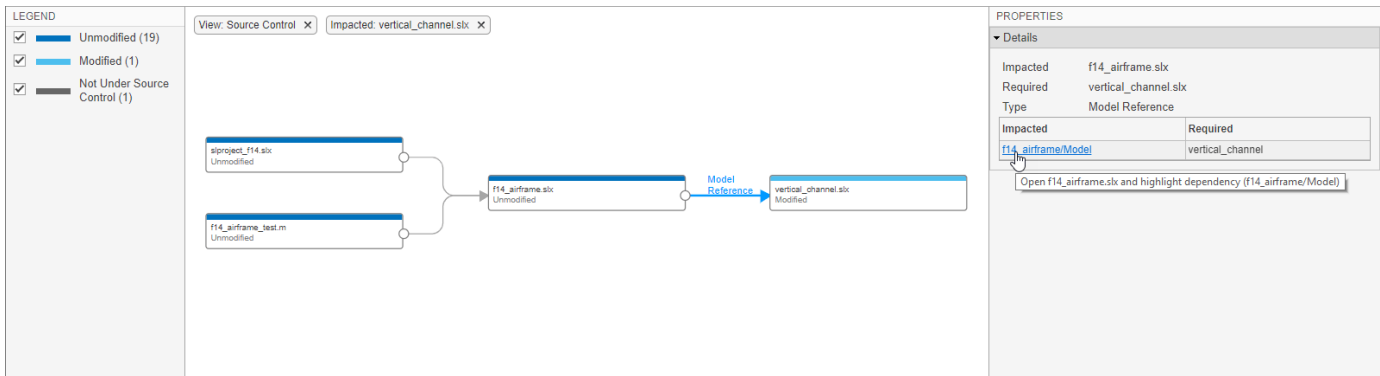 LEGEND
Unmodified (19)
Modified (1)
Not Under Source
Control (1)
View: Source Control X
Impacted: vertical_channel.slx X
slproject_f14.slx
Unmodified
f14_airframe_test.m
Unmodified
f14_airframe.slx
Unmodified
Model
Reference
vertical_channel.slx
Modified
PROPERTIES
Details
Impacted f14_airframe.slx
Required vertical_channel.slx
Type Model Reference
Impacted Required
f14_airframe/Model vertical_channel
Open f14_airframe.slx and highlight dependency (f14_airframe/Model)